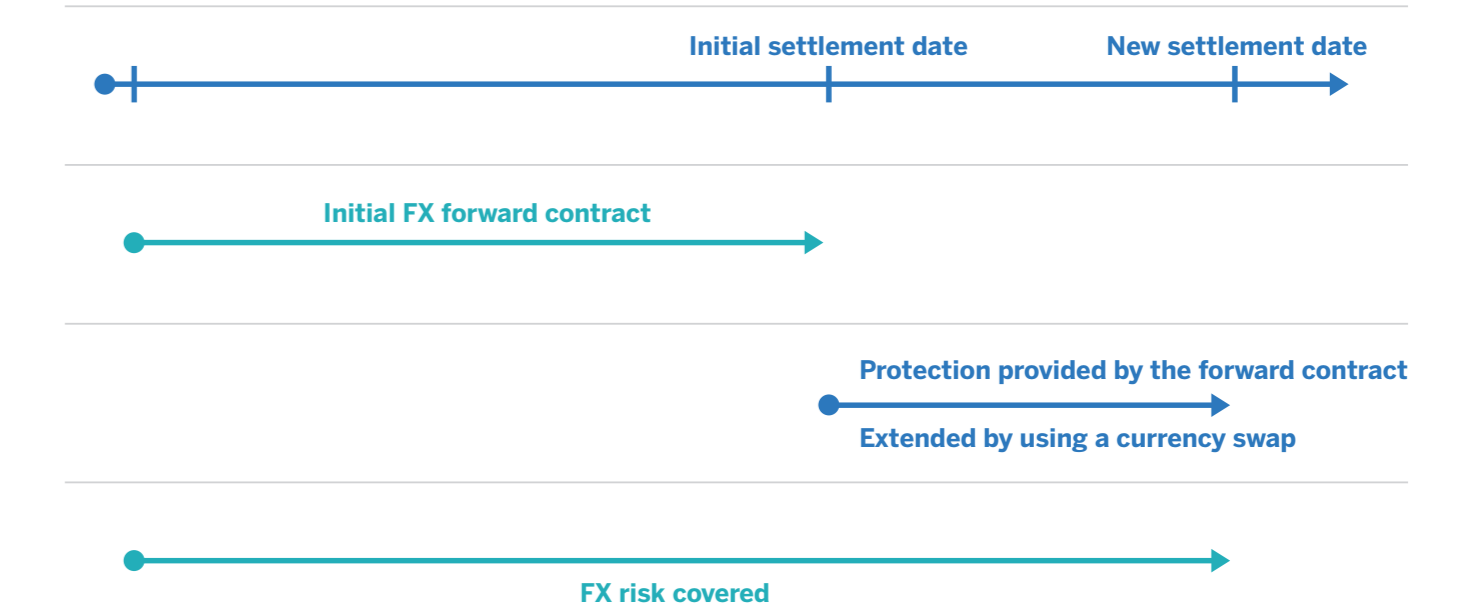 Initial settlement date
New settlement date
Initial FX forward contract
Protection provided by the forward contract
Extended by using a currency swap
FX risk covered